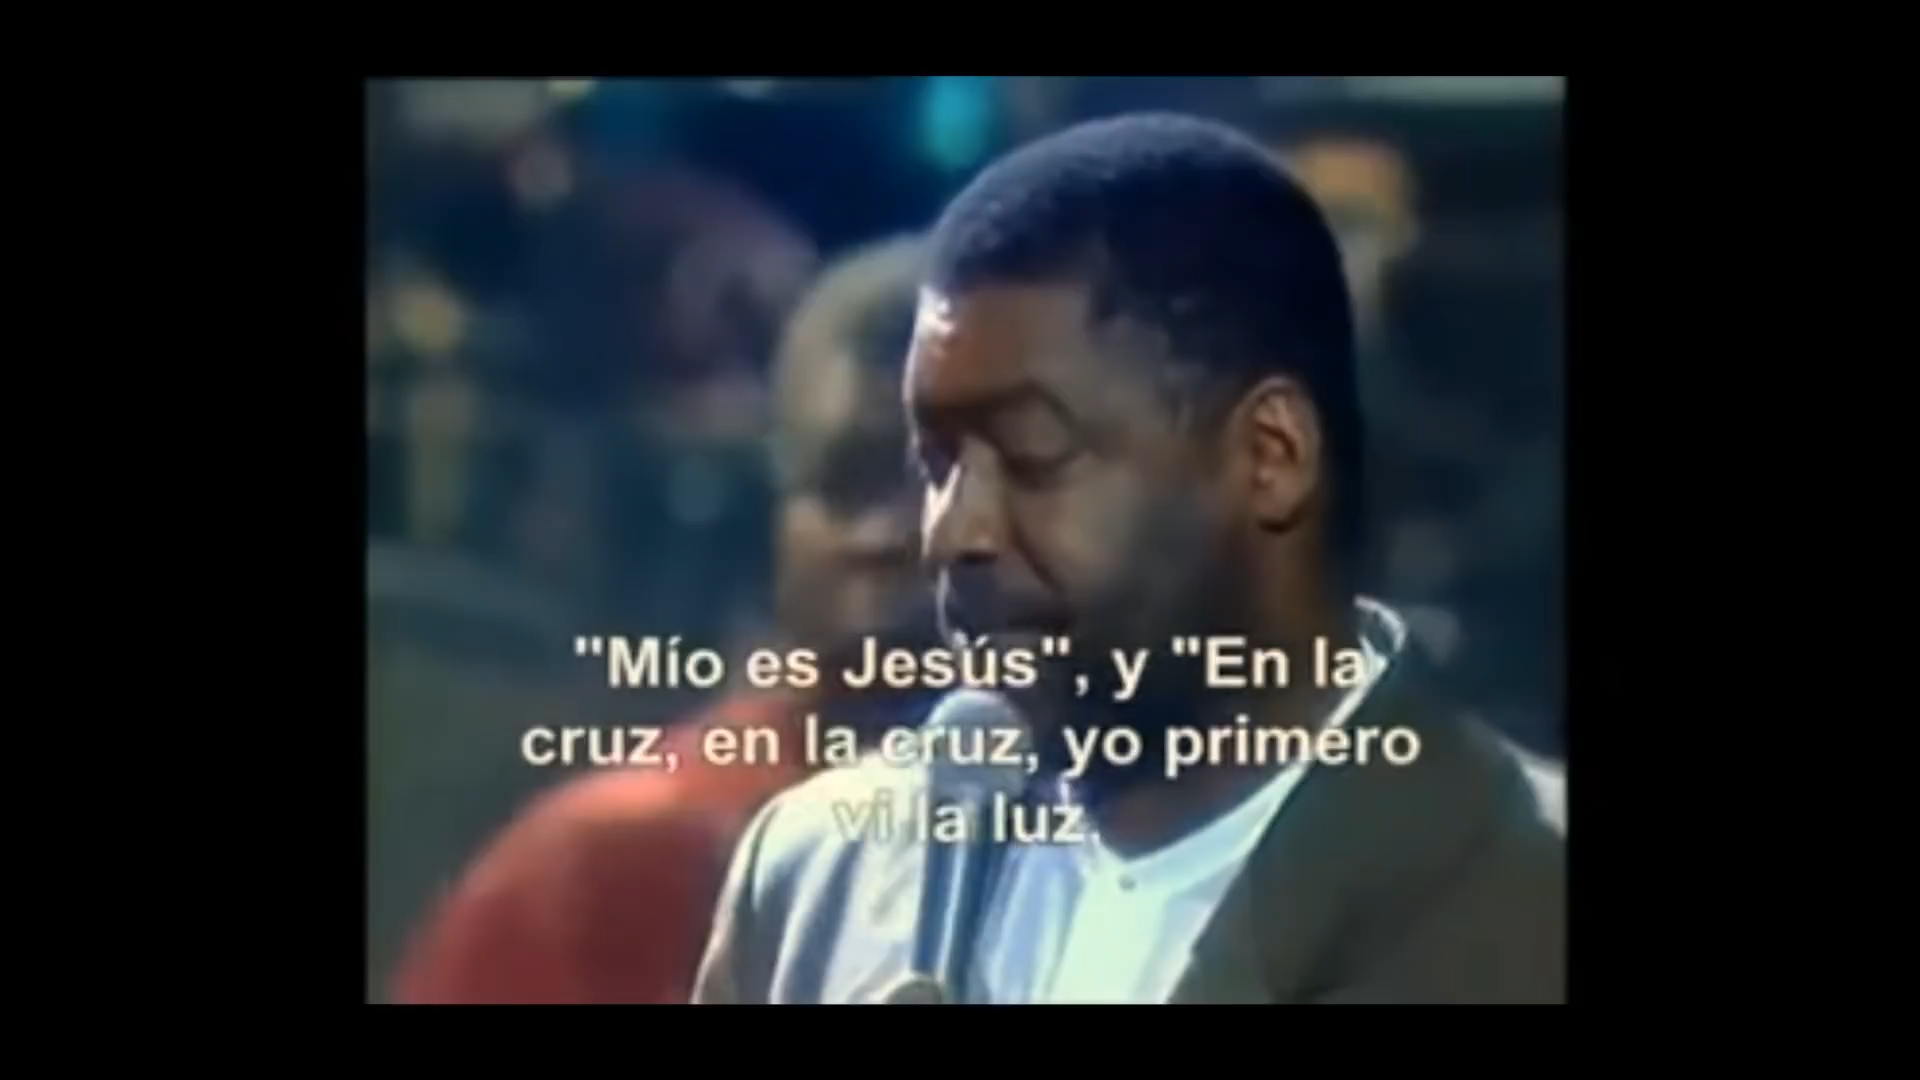 "Mío es Jesús", y "En la
cruz, en la cruz, yo primero
vi la luz.